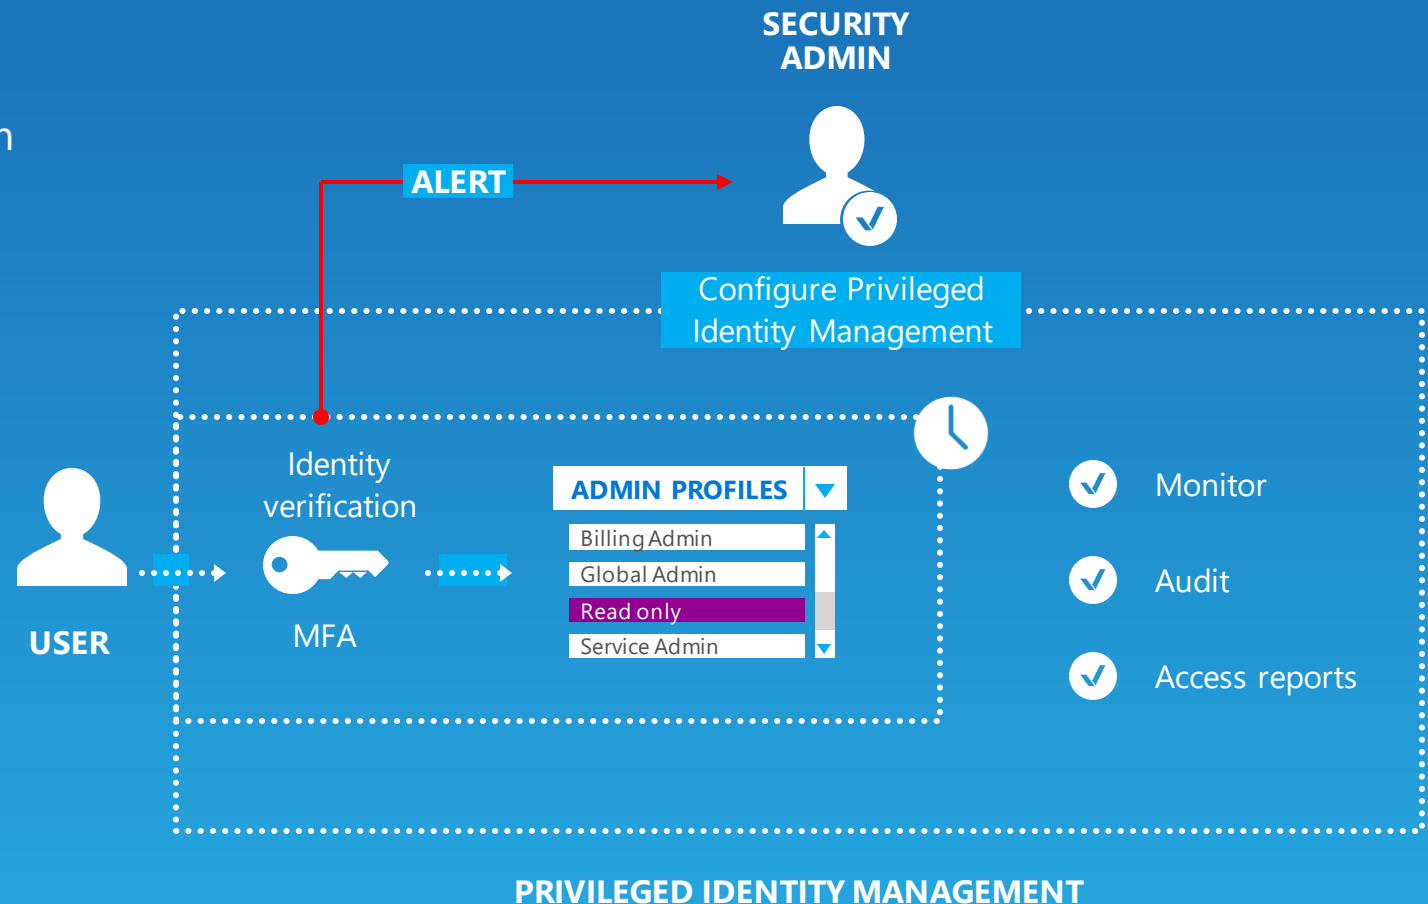 SECURITY
ADMIN
ALERT
Configure Privileged
Identity Management
Identity
verification
MFA
USER
ADMIN PROFILES
Billing Admin
Global Admin
Read only
Service Admin
Monitor
Audit
Access reports
PRIVILEGED IDENTITY MANAGEMENT